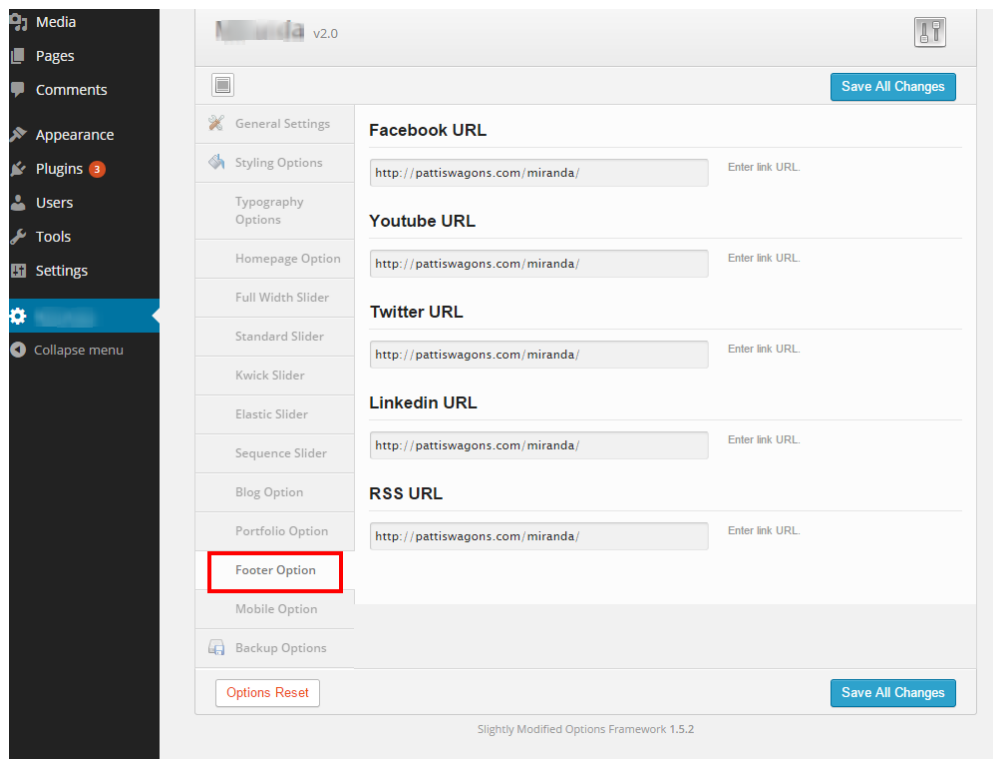 Media
Pages
Comments
Appearance
Plugins 3
Users
Tools
Settings
Collapse menu
v2.0
Save All Changes
General Settings
Styling Options
Typography
Options
Homepage Option
Full Width Slider
Standard Slider
Kwick Slider
Elastic Slider
Sequence Slider
Blog Option
Portfolio Option
Footer Option
Mobile Option
Backup Options
Facebook URL
http://pattiswagons.com/miranda/
Enter link URL.
Youtube URL
http://pattiswagons.com/miranda/
Enter link URL.
Twitter URL
http://pattiswagons.com/miranda/
Enter link URL.
Linkedin URL
http://pattiswagons.com/miranda/
Enter link URL.
RSS URL
http://pattiswagons.com/miranda/
Enter link URL.
Options Reset
Save All Changes
Slightly Modified Options Framework 1.5.2